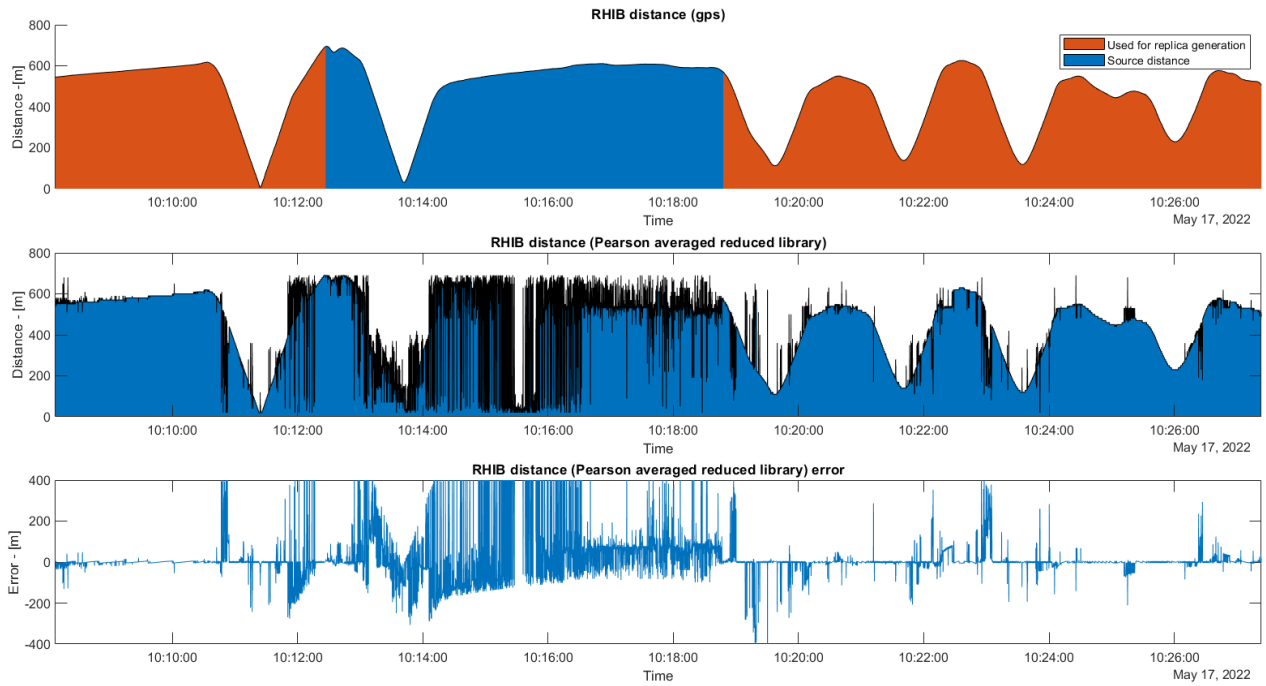 RHIB distance (gps)
800
600
400
200
0
Distance -[m]
Used for replica generation
Source distance
10:10:00 10:12:00 10:14:00 10:16:00 10:18:00 10:20:00 10:22:00 10:24:00 10:26:00
Time
May 17, 2022
RHIB distance (Pearson averaged reduced library)
800
600
400
200
0
Distance - [m]
10:10:00 10:12:00 10:14:00 10:16:00 10:18:00 10:20:00 10:22:00 10:24:00 10:26:00
Time
May 17, 2022
RHIB distance (Pearson averaged reduced library) error
400
200
0
-200
-400
Error - [m]
10:10:00 10:12:00 10:14:00 10:16:00 10:18:00 10:20:00 10:22:00 10:24:00 10:26:00
Time
May 17, 2022